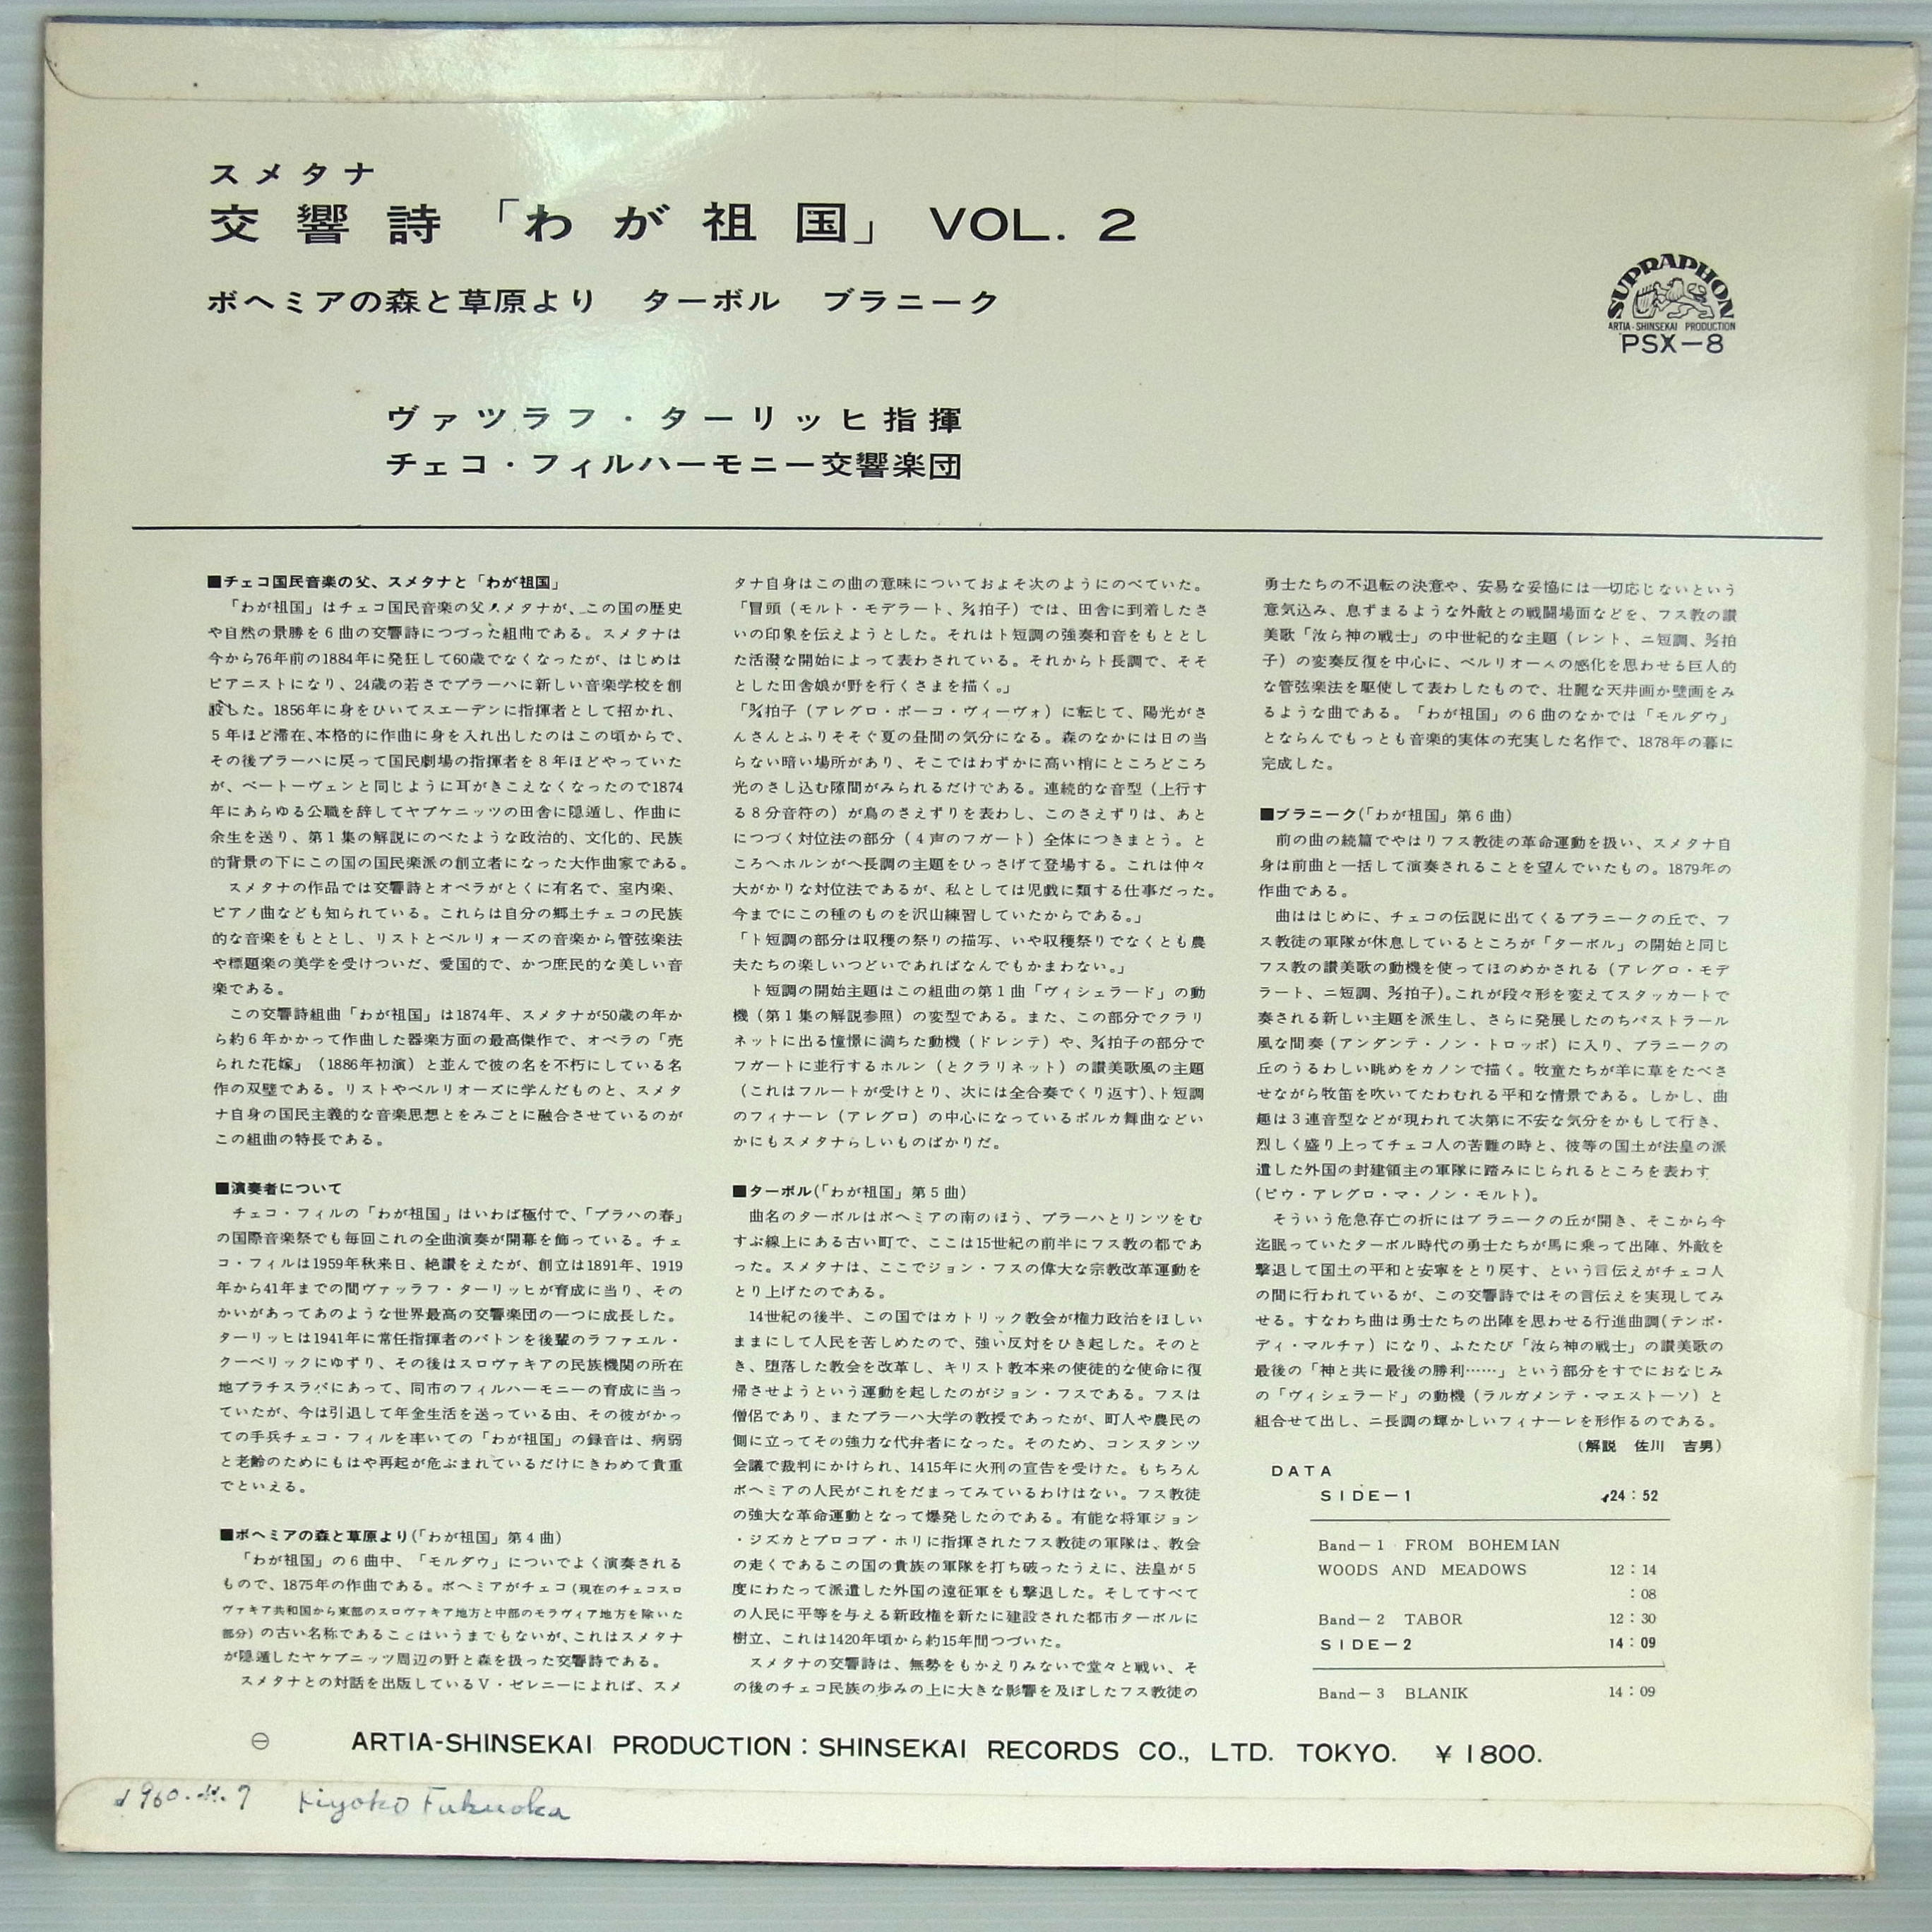 スメタナ
交響詩「わが祖国」VOL. 2
ボヘミアの森と草原より ターボル ブラニーク
SUPRAPHON
ARTIA-SHINSEKAI PRODUCTION
PSX-8
ヴァツラフ・ターリッヒ指揮
チェコ・フィルハーモニー交響楽団
■チェコ国民音楽の父、スメタナと「わが祖国」
「わが祖国」はチェコ国民音楽の父スメタナが、この国の歴史
や自然の景勝を6曲の交響詩につづった組曲である。スメタナは
今から76年前の1884年に発狂して60歳でなくなったが、はじめは
ピアニストになり、24歳の若さでプラーハに新しい音楽学校を創
設した。1856年に身をひいてスエーデンに指揮者として招かれ、
5年ほど滞在、本格的に作曲に身を入れ出したのはこの頃からで、
その後プラーハに戻って国民劇場の指揮者を8年ほどやっていた
が、ベートーヴェンと同じように耳がきこえなくなったので1874
年にあらゆる公職を辞してヤブケニッツの田舎に隠遁し、作曲に
余生を送り、第1集の解説にのべたような政治的、文化的、民族
的背景の下にこの国の国民楽派の創立者になった大作曲家である。
スメタナの作品では交響詩とオペラがとくに有名で、室内楽、
ピアノ曲なども知られている。これらは自分の郷土チェコの民族
的な音楽をもととし、リストとベルリォーズの音楽から管弦楽法
や標題楽の美学を受けついだ、愛国的で、かつ庶民的な美しい音
楽である。
この交響詩組曲「わが祖国」は1874年、スメタナが50歳の年か
ら約6年かかって作曲した器楽方面の最高傑作で、オペラの「売
られた花嫁」（1886年初演）と並んで彼の名を不朽にしている名
作の双璧である。リストやベルリオーズに学んだものと、スメタ
ナ自身の国民主義的な音楽思想とをみごとに融合させているのが
この組曲の特長である。
■演奏者について
チェコ・フィルの「わが祖国」はいわば極付で、「プラハの春」
の国際音楽祭でも毎回これの全曲演奏が開幕を飾っている。チェ
コ・フィルは1959年秋来日、絶讃をえたが、創立は1891年、1919
年から41年までの間ヴァッラフ・ターリッヒが育成に当り、その
かいがあってあのような世界最高の交響楽団の一つに成長した。
ターリッヒは1941年に常任指揮者のバトンを後輩のラファエル・
クーベリックにゆずり、その後はスロヴァキアの民族機関の所在
地ブラチスラバにあって、同市のフィルハーモニーの育成に当っ
ていたが、今は引退して年金生活を送っている由、その彼がかっ
ての手兵チェコ・フィルを率いての「わが祖国」の録音は、病弱
と老齢のためにもはや再起が危ぶまれているだけにきわめて貴重
でといえる。
■ボヘミアの森と草原より（「わが祖国」第4曲）
「わが祖国」の6曲中、「モルダウ」についでよく演奏される
もので、1875年の作曲である。ボヘミアがチェコ（現在のチェコスロ
ヴァキア共和国から東部のスロヴァキア地方と中部のモラヴィア地方を除いた
部分）の古い名称であることはいうまでもないが、これはスメタナ
が隠遁したヤケブニッツ周辺の野と森を扱った交響詩である。
スメタナとの対話を出版しているV・ゼレニーによれば、スメ
タナ自身はこの曲の意味についておよそ次のようにのべていた。
「冒頭（モルト・モデラート、2/2拍子）では、田舎に到着したさ
いの印象を伝えようとした。それはト短調の強奏和音をもととし
た活潑な開始によって表わされている。それからト長調で、そそ
とした田舎娘が野を行くさまを描く。」
「3/4拍子（アレグロ・ポーコ・ヴィーヴォ）に転じて、陽光がさ
んさんとふりそそぐ夏の昼間の気分になる。森のなかには日の当
らない暗い場所があり、そこではわずかに高い梢にところどころ
光のさし込む隙間がみられるだけである。連続的な音型（上行す
る8分音符の）が鳥のさえずりを表わし、このさえずりは、あと
につづく対位法の部分（4声のフガート）全体につきまとう。と
ころへホルンがヘ長調の主題をひっさげて登場する。これは仲々
大がかりな対位法であるが、私としては児戯に類する仕事だった。
今までにこの種のものを沢山練習していたからである。」
「ト短調の部分は収穫の祭りの描写、いや収穫祭りでなくとも農
夫たちの楽しいつどいであればなんでもかまわない。」
ト短調の開始主題はこの組曲の第1曲「ヴィシェラード」の動
機（第1集の解説参照）の変型である。また、この部分でクラリ
ネットに出る憧憬に満ちた動機（ドレンテ）や、3/4拍子の部分で
フガートに並行するホルン（とクラリネット）の讃美歌風の主題
（これはフルートが受けとり、次には全合奏でくり返す）、ト短調
のフィナーレ（アレグロ）の中心になっているポルカ舞曲などい
かにもスメタナらしいものばかりだ。
■ターボル（「わが祖国」第5曲）
曲名のターボルはボヘミアの南のほう、プラーハとリンツをむ
すぶ線上にある古い町で、ここは15世紀の前半にフス教の都であ
った。スメタナは、ここでジョン・フスの偉大な宗教改革運動を
とり上げたのである。
14世紀の後半、この国ではカトリック教会が権力政治をほしい
ままにして人民を苦しめたので、強い反対をひき起した。そのと
き、堕落した教会を改革し、キリスト教本来の使徒的な使命に復
帰させようという運動を起したのがジョン・フスである。フスは
僧侶であり、またプラーハ大学の教授であったが、町人や農民の
側に立ってその強力な代弁者になった。そのため、コンスタンツ
会議で裁判にかけられ、1415年に火刑の宣告を受けた。もちろん
ボヘミアの人民がこれをだまってみているわけはない。フス教徒
の強大な革命運動となって爆発したのである。有能な将軍ジョン
・ジズカとプロコプ・ホリに指揮されたフス教徒の軍隊は、教会
の走くであるこの国の貴族の軍隊を打ち破ったうえに、法皇が5
度にわたって派遣した外国の遠征軍をも撃退した。そしてすべて
の人民に平等を与える新政権を新たに建設された都市ターボルに
樹立、これは1420年頃から約15年間つづいた。
スメタナの交響詩は、無勢をもかえりみないで堂々と戦い、そ
の後のチェコ民族の歩みの上に大きな影響を及ぼしたフス教徒の
勇士たちの不退転の決意や、安易な妥協には一切応じないという
意気込み、息ずまるような外敵との戦闘場面などを、フス教の讃
美歌「汝ら神の戦士」の中世紀的な主題（レント、ニ短調、3/2拍
子）の変奏反復を中心に、ベルリオーズの感化を思わせる巨人的
な管弦楽法を駆使して表わしたもので、壮麗な天井画か壁画をみ
るような曲である。「わが祖国」の6曲のなかでは「モルダウ」
とならんでもっとも音楽的実体の充実した名作で、1878年の暮に
完成した。
■ブラニーク（「わが祖国」第6曲）
前の曲の続篇でやはりフス教徒の革命運動を扱い、スメタナ自
身は前曲と一括して演奏されることを望んでいたもの。1879年の
作曲である。
曲ははじめに、チェコの伝説に出てくるブラニークの丘で、フ
ス教徒の軍隊が休息しているところが「ターボル」の開始と同じ
フス教の讃美歌の動機を使ってほのめかされる（アレグロ・モデ
ラート、ニ短調、3/2拍子）。これが段々形を変えてスタッカートで
奏される新しい主題を派生し、さらに発展したのちパストラール
風な間奏（アンダンテ・ノン・トロッポ）に入り、ブラニークの
丘のうるわしい眺めをカノンで描く。牧童たちが羊に草をたべさ
せながら牧笛を吹いてたわむれる平和な情景である。しかし、曲
趣は3連音型などが現われて次第に不安な気分をかもして行き、
烈しく盛り上ってチェコ人の苦難の時と、彼等の国土が法皇の派
遣した外国の封建領主の軍隊に踏みにじられるところを表わす
（ピウ・アレグロ・マ・ノン・モルト）。
そういう危急存亡の折にはブラニークの丘が開き、そこから今
迄眠っていたターボル時代の勇士たちが馬に乗って出陣、外敵を
撃退して国土の平和と安寧をとり戻す、という言伝えがチェコ人
の間に行われているが、この交響詩ではその言伝えを実現してみ
せる。すなわち曲は勇士たちの出陣を思わせる行進曲調（テンポ・
ディ・マルチァ）になり、ふたたび「汝ら神の戦士」の讃美歌の
最後の「神と共に最後の勝利……」という部分をすでにおなじみ
の「ヴィシェラード」の動機（ラルガメンテ・マエストーソ）と
組合せて出し、ニ長調の輝かしいフィナーレを形作るのである。
（解説 佐川 吉男）
DATA
SIDE-1 24:52
Band-1 FROM BOHEMIAN
WOODS AND MEADOWS 12:14
:08
Band-2 TABOR 12:30
SIDE-2 14:09
Band-3 BLANIK 14:09
㊀ ARTIA-SHINSEKAI PRODUCTION: SHINSEKAI RECORDS CO., LTD. TOKYO. ¥1800.
1960. 11. 7 Kiyoko Fukuoka